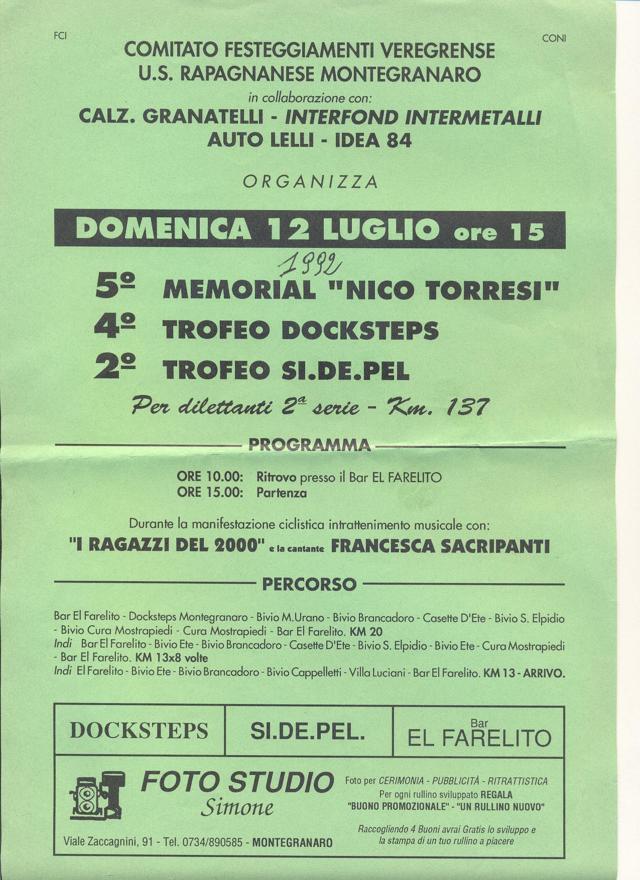 FCI
CONI
COMITATO FESTEGGIAMENTI VEREGRENSE
U.S. RAPAGNANESE MONTEGRANARO
in collaborazione con:
CALZ. GRANATELLI - INTERFOND INTERMETALLI
AUTO LELLI - IDEA 84
ORGANIZZA
DOMENICA 12 LUGLIO ore 15
1992
5º MEMORIAL "NICO TORRESI"
4º TROFEO DOCKSTEPS
2º TROFEO SI.DE.PEL
Per dilettanti 2ª serie - Km. 137
PROGRAMMA
ORE 10.00: Ritrovo presso il Bar EL FARELITO
ORE 15.00: Partenza
Durante la manifestazione ciclistica intrattenimento musicale con:
"I RAGAZZI DEL 2000" e la cantante FRANCESCA SACRIPANTI
PERCORSO
Bar El Farelito - Docksteps Montegranaro - Bivio M.Urano - Bivio Brancadoro - Casette D'Ete - Bivio S. Elpidio
- Bivio Cura Mostrapiedi - Cura Mostrapiedi - Bar El Farelito. KM 20
Indi Bar El Farelito - Bivio Ete - Bivio Brancadoro - Casette D'Ete - Bivio S. Elpidio - Bivio Ete - Cura Mostrapiedi
- Bar El Farelito. KM 13x8 volte
Indi El Farelito - Bivio Ete - Bivio Brancadoro - Bivio Cappelletti - Villa Luciani - Bar El Farelito. KM 13 - ARRIVO.
DOCKSTEPS
SI.DE.PEL.
Bar
EL FARELITO
FOTO STUDIO
Simone
Viale Zaccagnini, 91 - Tel. 0734/890585 - MONTEGRANARO
Foto per CERIMONIA - PUBBLICITÀ - RITRATTISTICA
Per ogni rullino sviluppato REGALA
"BUONO PROMOZIONALE" - "UN RULLINO NUOVO"
Raccogliendo 4 Buoni avrai Gratis lo sviluppo e
la stampa di un tuo rullino a piacere